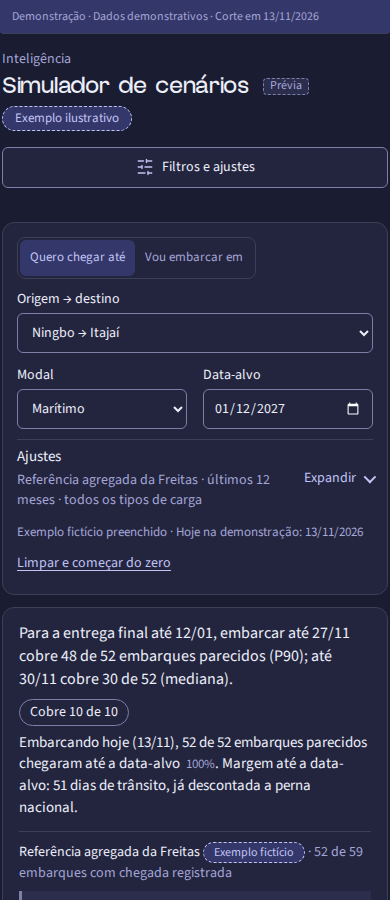 Demonstração · Dados demonstrativos · Corte em 13/11/2026
Inteligência
Simulador de cenários Prévia
Exemplo ilustrativo
Filtros e ajustes
Quero chegar até Vou embarcar em
Origem → destino
Ningbo → Itajaí
Modal Data-alvo
Marítimo 01/12/2027
Ajustes
Referência agregada da Freitas · últimos 12
meses · todos os tipos de carga
Expandir
Exemplo fictício preenchido · Hoje na demonstração: 13/11/2026
Limpar e começar do zero
Para a entrega final até 12/01, embarcar até 27/11
cobre 48 de 52 embarques parecidos (P90); até
30/11 cobre 30 de 52 (mediana).
Cobre 10 de 10
Embarcando hoje (13/11), 52 de 52 embarques parecidos
chegaram até a data-alvo 100%. Margem até a data-
alvo: 51 dias de trânsito, já descontada a perna
nacional.
Referência agregada da Freitas Exemplo fictício · 52 de 59
embarques com chegada registrada